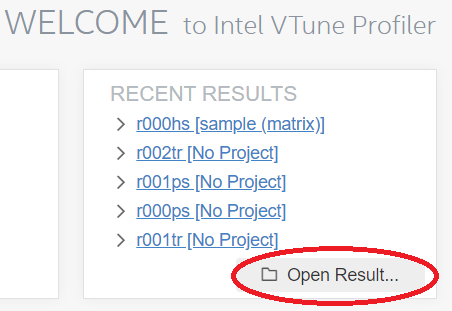 WELCOME to Intel VTune Profiler
RECENT RESULTS
r000hs [sample (matrix)]
r002tr [No Project]
r001ps [No Project]
r000ps [No Project]
r001tr [No Project]
Open Result...